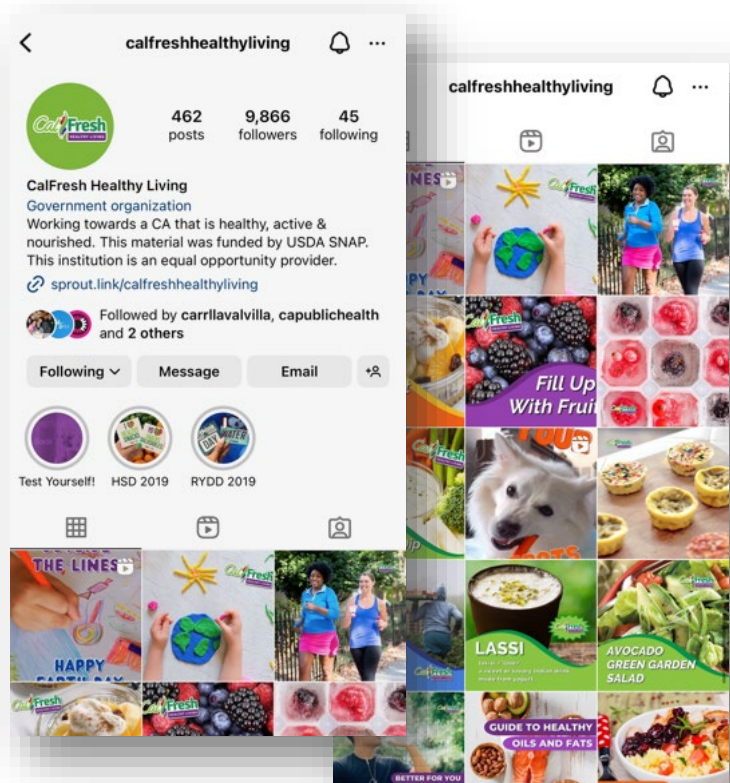 calfreshhealthyliving
CalFresh
HEALTHY LIVING
462
posts
9,866
followers
45
following
CalFresh Healthy Living
Government organization
Working towards a CA that is healthy, active &
nourished. This material was funded by USDA SNAP.
This institution is an equal opportunity provider.
sprout.link/calfreshhealthyliving
Followed by carrllavalvilla, capublichealth
and 2 others
Following
Message
Email
Test Yourself!
HSD 2019
RYDD 2019
THE LINES
HAPPY
EARTH DAY
CalFresh
CalFresh
Fresh
calfreshhealthyliving
CalFresh
CalFresh
Fill Up
With Fruit
CalFresh
LASSI
AVOCADO
GREEN GARDEN
SALAD
GUIDE TO HEALTHY
OILS AND FATS
BETTER FOR YOU